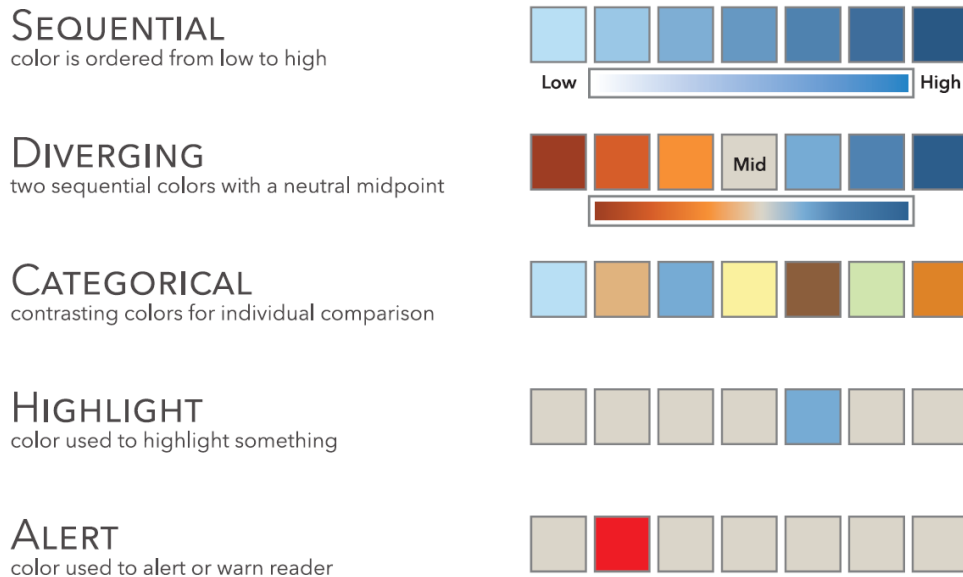 SEQUENTIAL
color is ordered from low to high
Low High
DIVERGING
two sequential colors with a neutral midpoint
Mid
CATEGORICAL
contrasting colors for individual comparison
HIGHLIGHT
color used to highlight something
ALERT
color used to alert or warn reader